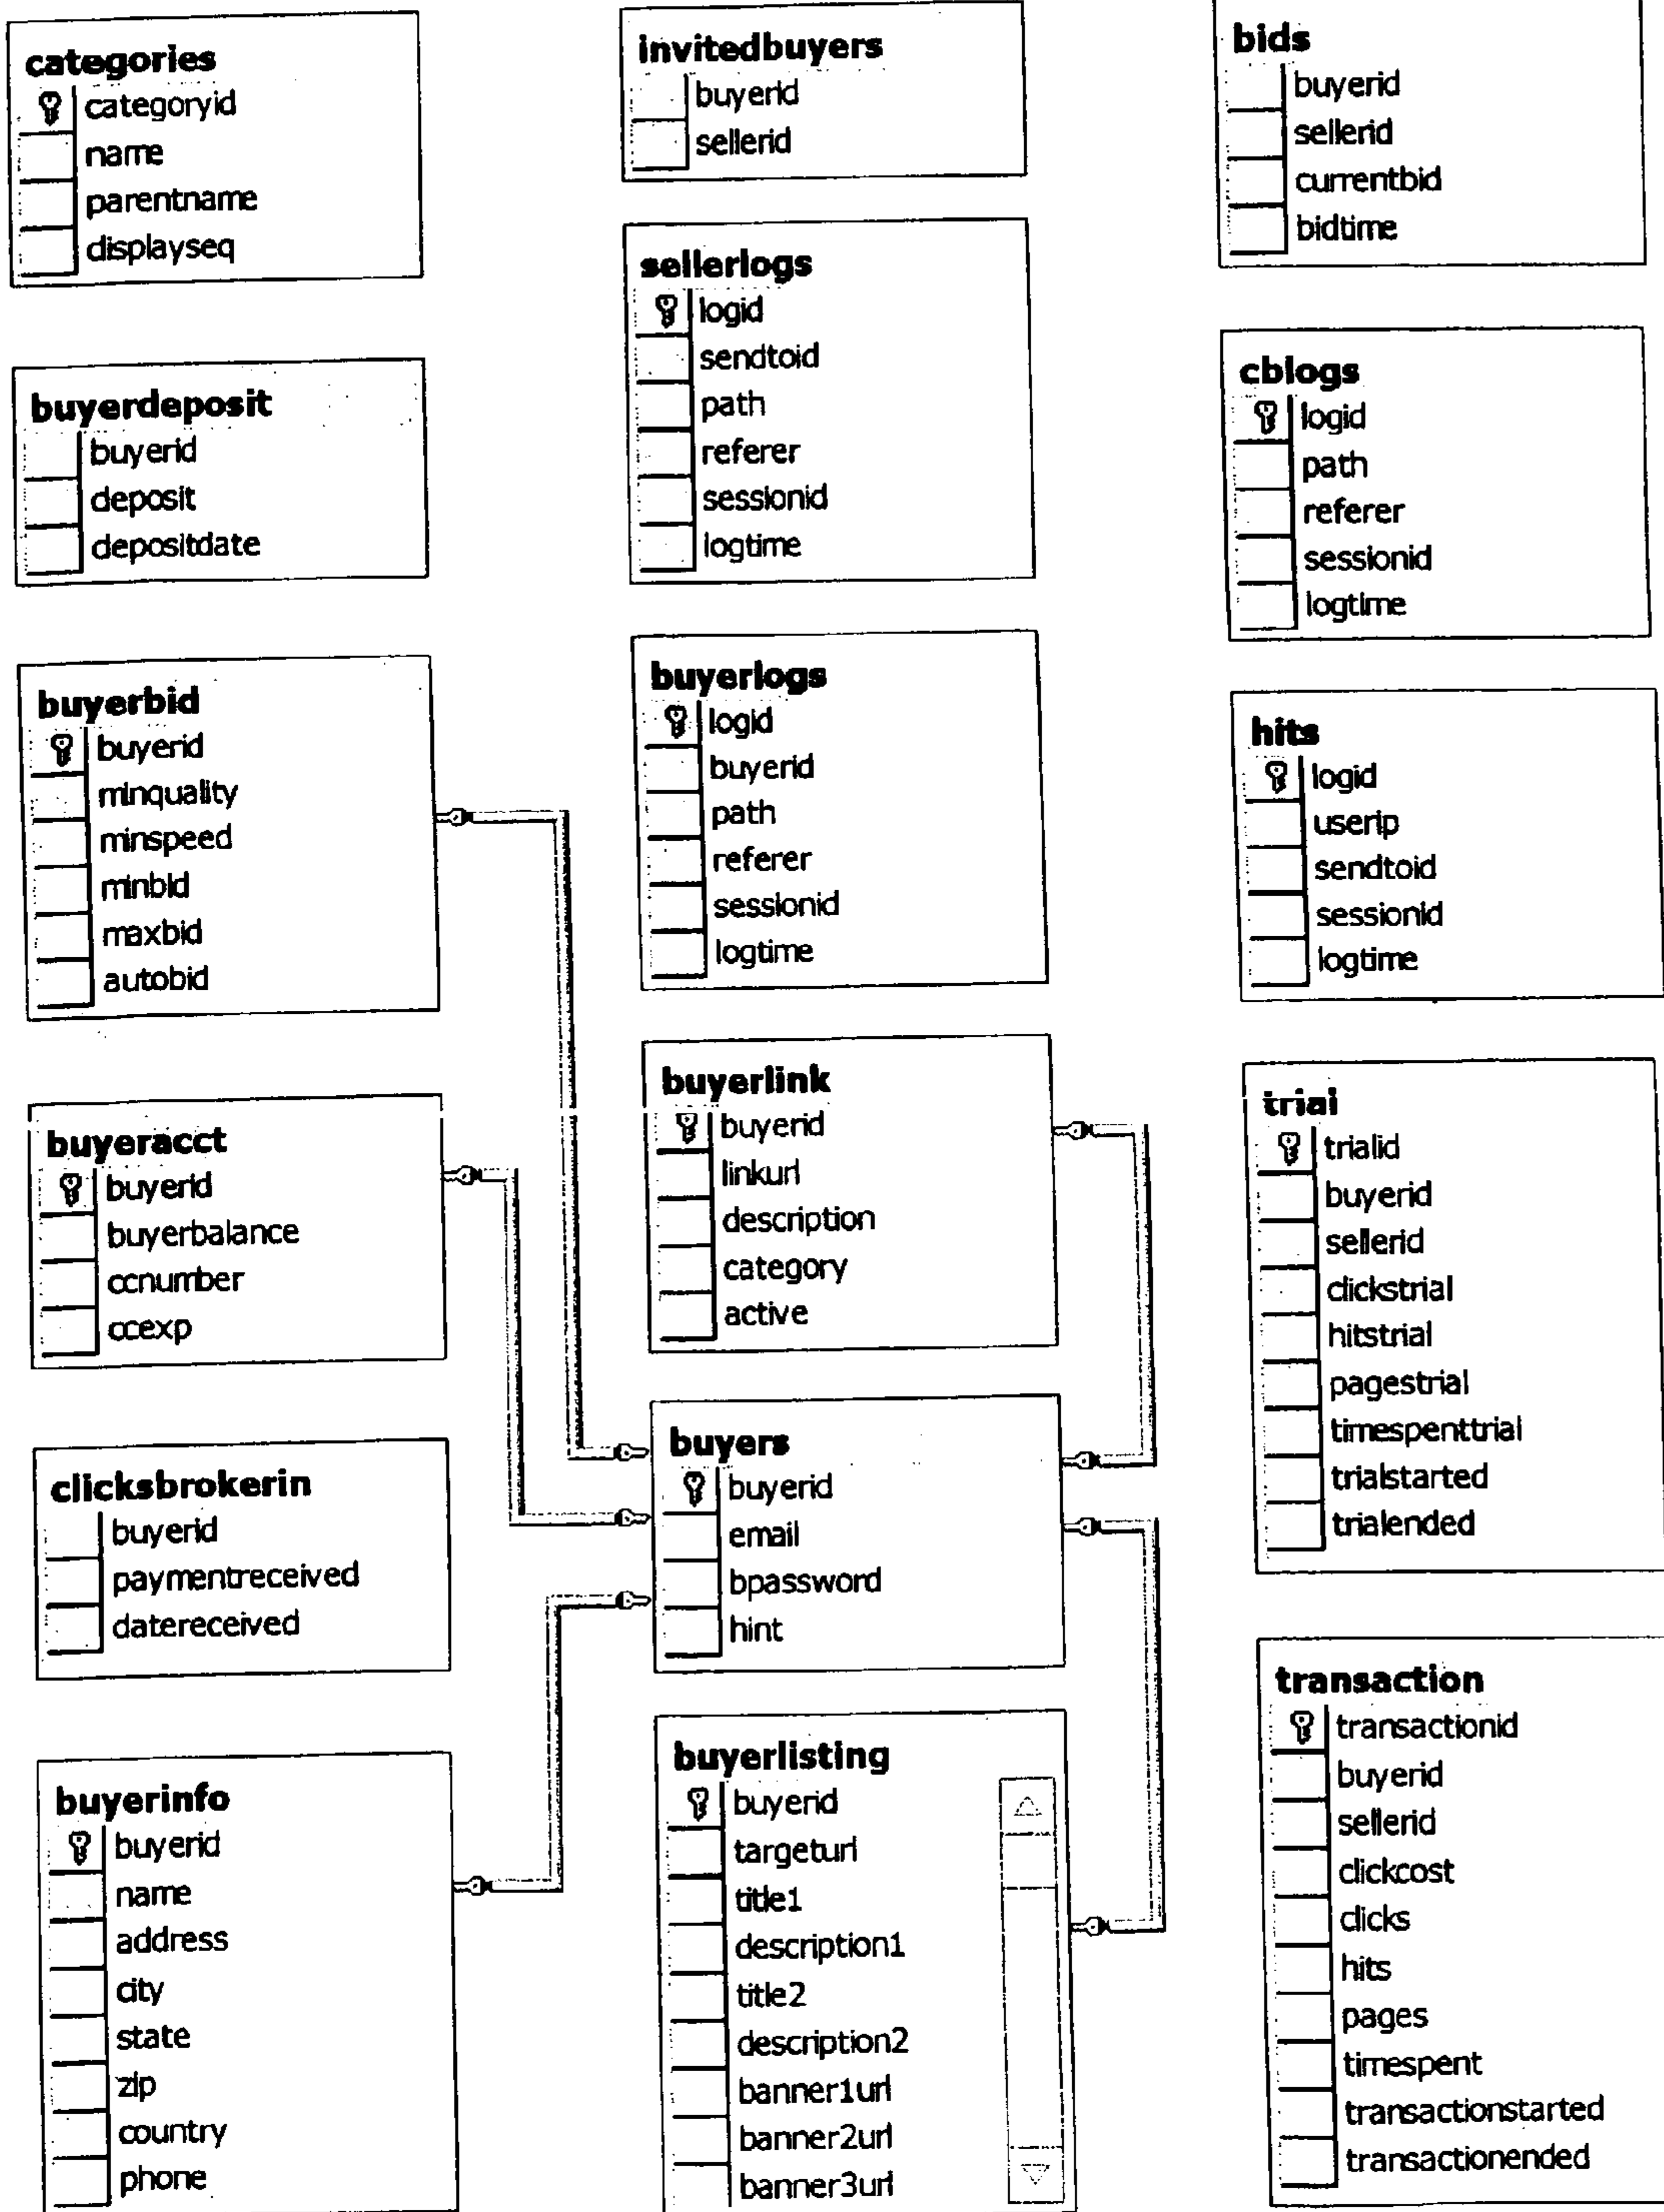 categories
categoryid
name
parentname
displayseq
buyerdeposit
buyerid
deposit
depositdate
buyerbid
buyerid
minquality
minspeed
minbid
maxbid
autobid
buyeracct
buyerid
buyerbalance
ccnumber
ccexp
clicksbrokerin
buyerid
paymentreceived
datereceived
buyerinfo
buyerid
name
address
city
state
zip
country
phone
invitedbuyers
buyerid
sellerid
sellerlogs
logid
sendtoid
path
referer
sessionid
logtime
buyerlogs
logid
buyerid
path
referer
sessionid
logtime
buyerlink
buyerid
linkurl
description
category
active
buyers
buyerid
email
bpassword
hint
buyerlisting
buyerid
targeturl
title1
description1
title2
description2
banner1url
banner2url
banner3url
bids
buyerid
sellerid
currentbid
bidtime
cblogs
logid
path
referer
sessionid
logtime
hits
logid
userip
sendtoid
sessionid
logtime
trial
trialid
buyerid
sellerid
clickstrial
hitstrial
pagestrial
timespenttrial
trialstarted
trialended
transaction
transactionid
buyerid
sellerid
clickcost
clicks
hits
pages
timespent
transactionstarted
transactionended